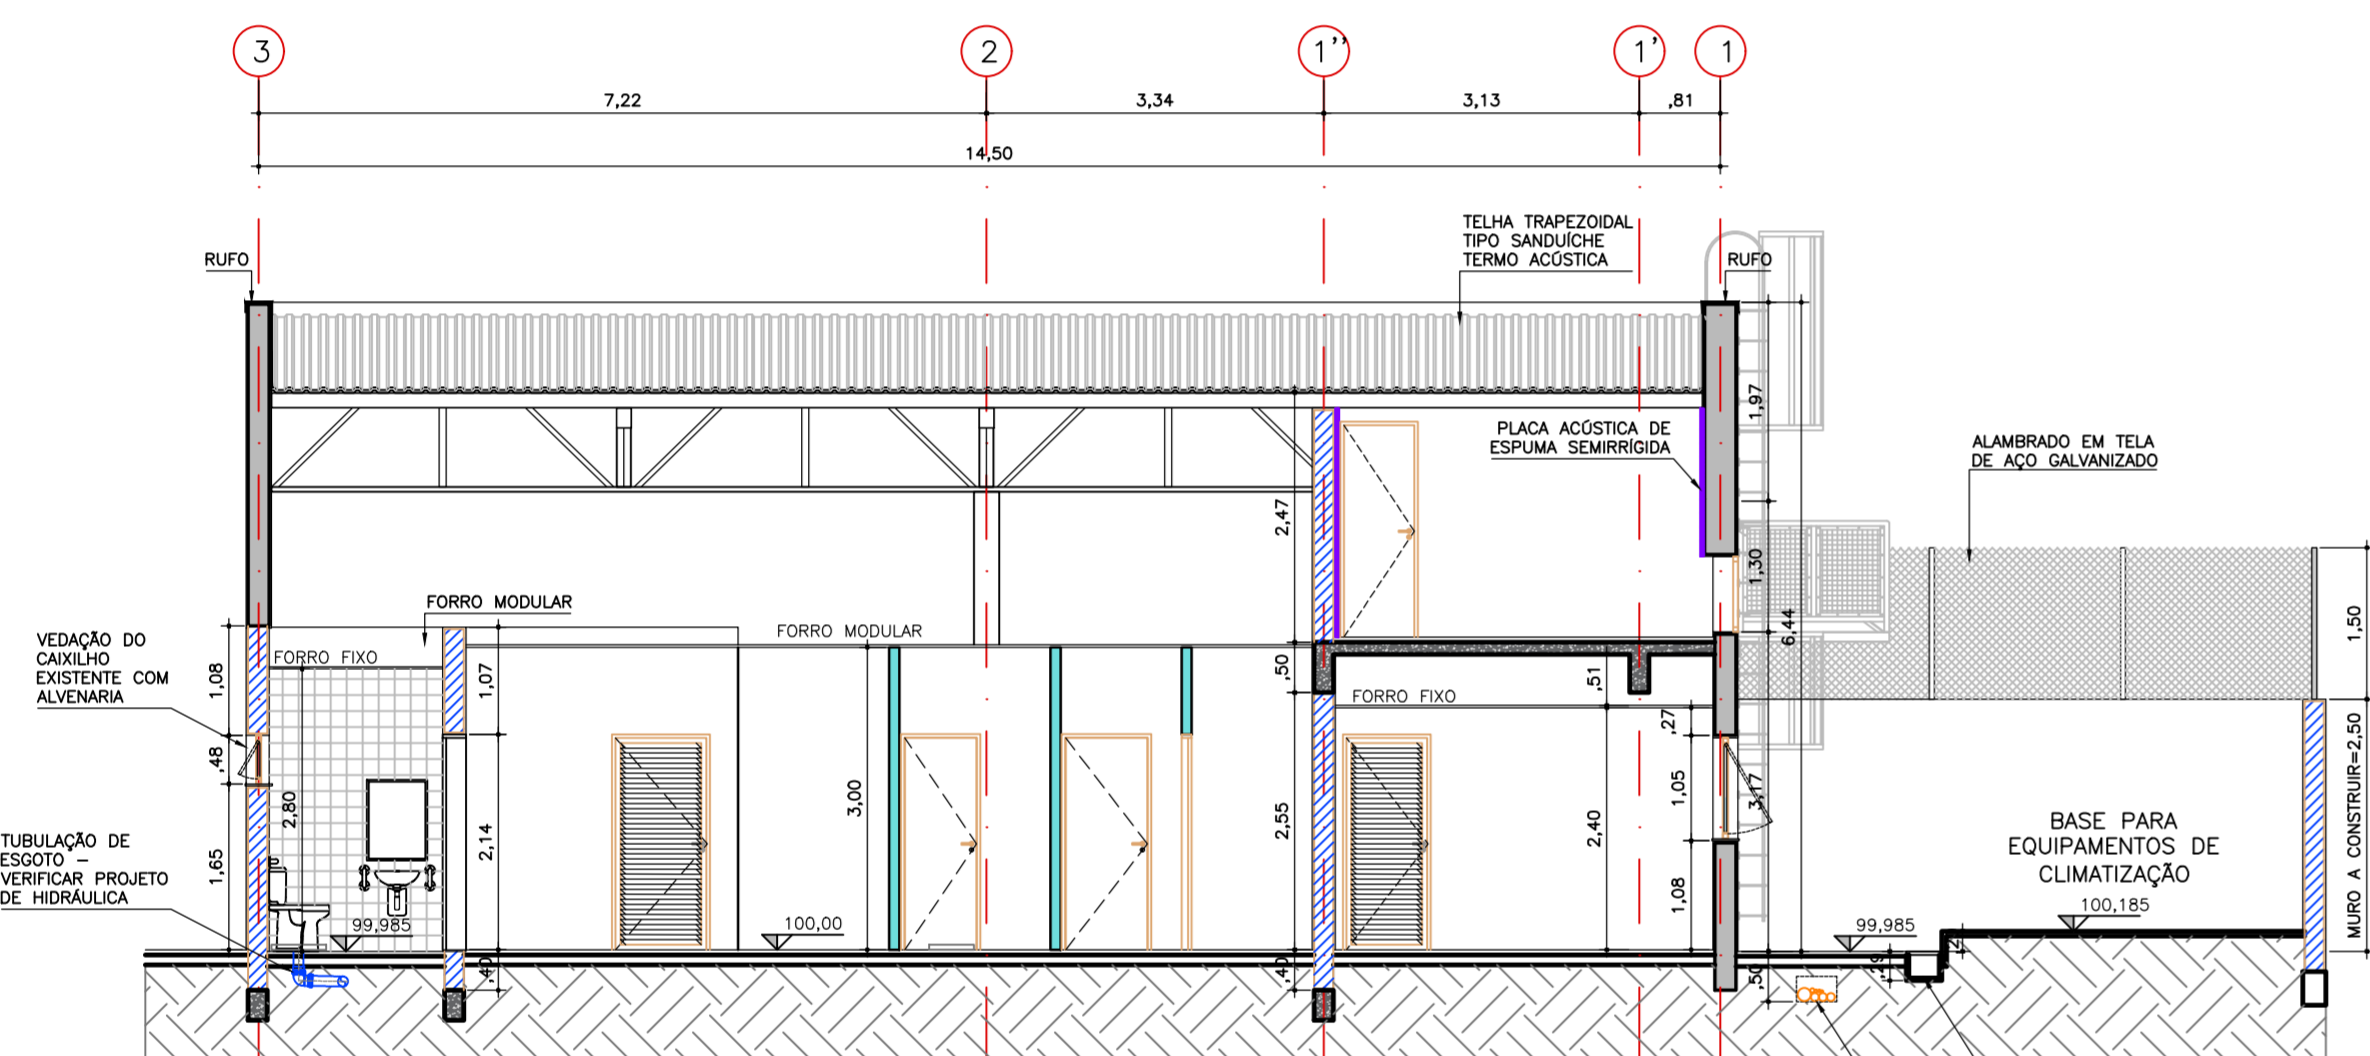 3
2
1''
1'
1
7,22
3,34
3,13
,81
14,50
TELHA TRAPEZOIDAL
TIPO SANDUÍCHE
TERMO ACÚSTICA
RUFO
RUFO
1,97
PLACA ACÚSTICA DE
ESPUMA SEMIRRÍGIDA
ALAMBRADO EM TELA
DE AÇO GALVANIZADO
2,47
1,30
6,44
1,50
FORRO MODULAR
FORRO MODULAR
VEDAÇÃO DO
CAIXILHO
EXISTENTE COM
ALVENARIA
FORRO FIXO
1,08
1,07
,50
,51
FORRO FIXO
,27
,48
2,80
3,00
2,55
2,40
1,05
3,17
MURO A CONSTRUIR=2,50
BASE PARA
EQUIPAMENTOS DE
CLIMATIZAÇÃO
TUBULAÇÃO DE
ESGOTO –
VERIFICAR PROJETO
DE HIDRÁULICA
1,65
2,14
1,08
99,985
100,00
99,985
100,185
,40
,40
,50
,29